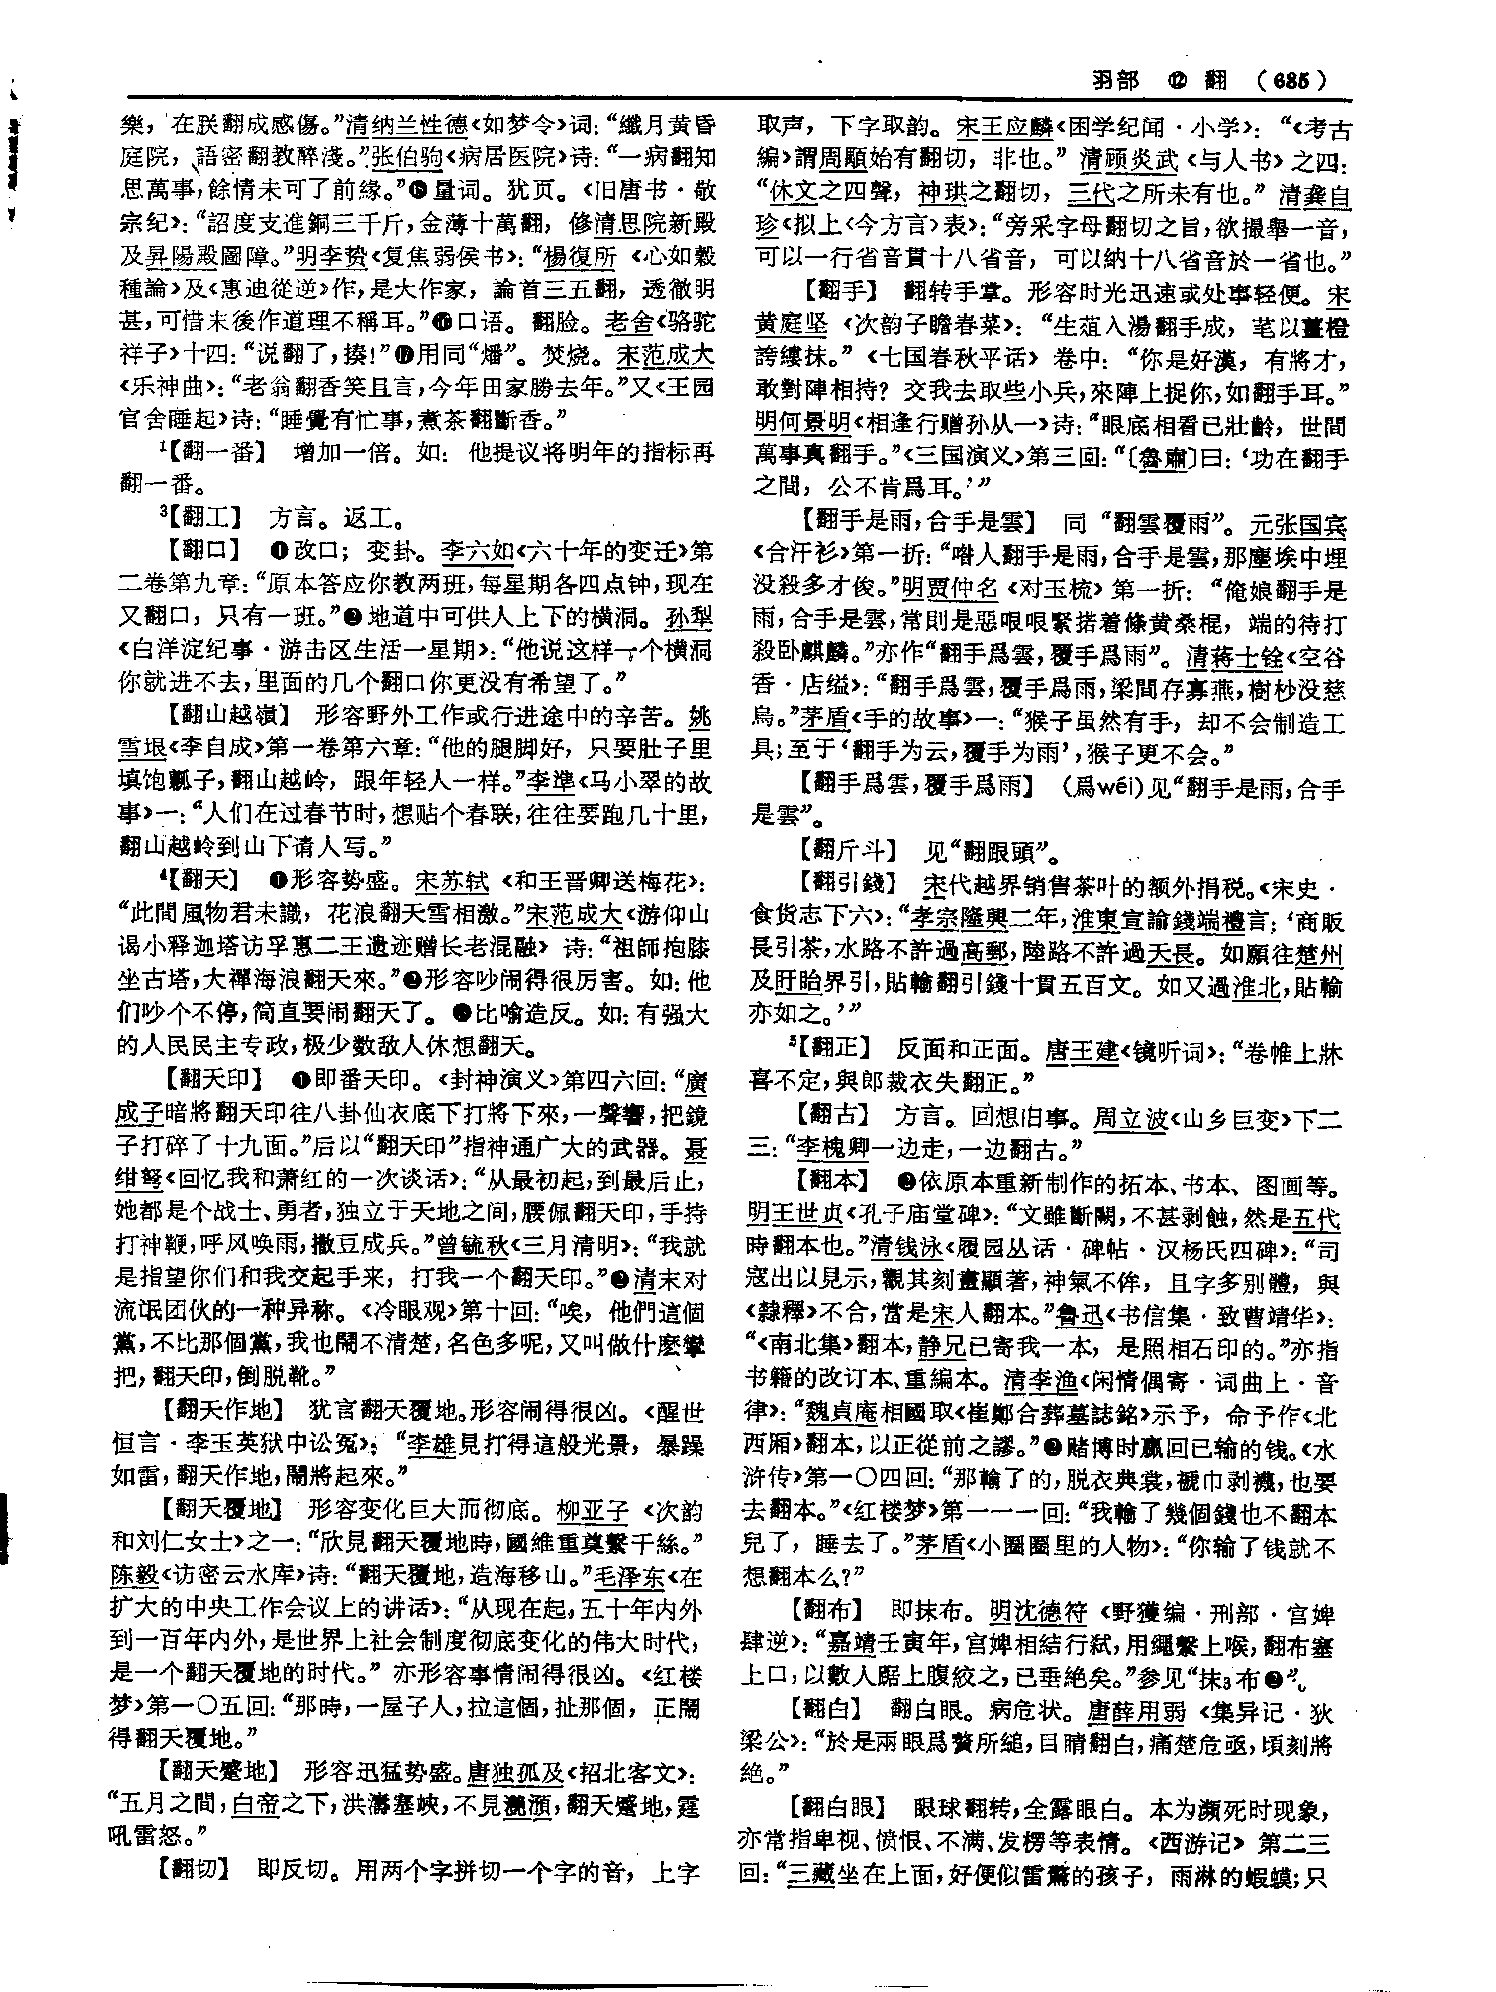 羽部 ⑫ 翻 （685）
樂，在朕翻成感傷。”清纳兰性德《如梦令》词：“纖月黄昏
庭院，語密翻教醉淺。”张伯驹《病居医院》诗：“一病翻知
思萬事，餘情未可了前緣。”⓯量词。犹页。《旧唐书·敬
宗纪》：“詔度支進銅三千斤，金薄十萬翻，修清思院新殿
及昇陽殿圖障。”明李贽《复焦弱侯书》：“楊復所《心如穀
種論》及《惠迪從逆》作，是大作家，論首三五翻，透徹明
甚，可惜末後作道理不稱耳。”⓰口语。翻脸。老舍《骆驼
祥子》十四：“说翻了，揍！”⓱用同“燔”。焚烧。宋范成大
《乐神曲》：“老翁翻香笑且言，今年田家勝去年。”又《王园
官舍睡起》诗：“睡覺有忙事，煮茶翻斷香。”
¹【翻一番】 增加一倍。如：他提议将明年的指标再
翻一番。
³【翻工】 方言。返工。
【翻口】 ❶改口；变卦。李六如《六十年的变迁》第
二卷第九章：“原本答应你教两班，每星期各四点钟，现在
又翻口，只有一班。”❷地道中可供人上下的横洞。孙犁
《白洋淀纪事·游击区生活一星期》：“他说这样一个横洞
你就进不去，里面的几个翻口你更没有希望了。”
【翻山越嶺】 形容野外工作或行进途中的辛苦。姚
雪垠《李自成》第一卷第六章：“他的腿脚好，只要肚子里
填饱瓤子，翻山越岭，跟年轻人一样。”李準《马小翠的故
事》一：“人们在过春节时，想贴个春联，往往要跑几十里，
翻山越岭到山下请人写。”
⁴【翻天】 ❶形容势盛。宋苏轼《和王晋卿送梅花》：
“此間風物君未識，花浪翻天雪相激。”宋范成大《游仰山
谒小释迦塔访孚惠二王遗迹赠长老混融》诗：“祖師抱膝
坐古塔，大禪海浪翻天來。”❷形容吵闹得很厉害。如：他
们吵个不停，简直要闹翻天了。❸比喻造反。如：有强大
的人民民主专政，极少数敌人休想翻天。
【翻天印】 ❶即番天印。《封神演义》第四六回：“廣
成子暗將翻天印往八卦仙衣底下打將下來，一聲響，把鏡
子打碎了十九面。”后以“翻天印”指神通广大的武器。聂
绀弩《回忆我和萧红的一次谈话》：“从最初起，到最后止，
她都是个战士、勇者，独立于天地之间，腰佩翻天印，手持
打神鞭，呼风唤雨，撒豆成兵。”曾毓秋《三月清明》：“我就
是指望你们和我交起手来，打我一个翻天印。”❷清末对
流氓团伙的一种异称。《冷眼观》第十回：“唉，他們這個
黨，不比那個黨，我也鬧不清楚，名色多呢，又叫做什麽攣
把，翻天印，倒脱靴。”
【翻天作地】 犹言翻天覆地。形容闹得很凶。《醒世
恒言·李玉英狱中讼冤》：“李雄見打得這般光景，暴躁
如雷，翻天作地，鬧將起來。”
【翻天覆地】 形容变化巨大而彻底。柳亚子《次韵
和刘仁女士》之一：“欣見翻天覆地時，國維重奠繫千絲。”
陈毅《访密云水库》诗：“翻天覆地，造海移山。”毛泽东《在
扩大的中央工作会议上的讲话》：“从现在起，五十年内外
到一百年内外，是世界上社会制度彻底变化的伟大时代，
是一个翻天覆地的时代。”亦形容事情闹得很凶。《红楼
梦》第一〇五回：“那時，一屋子人，拉這個，扯那個，正鬧
得翻天覆地。”
【翻天蹙地】 形容迅猛势盛。唐独孤及《招北客文》：
“五月之間，白帝之下，洪濤塞峽，不見灩澦，翻天蹙地，霆
吼雷怒。”
【翻切】 即反切。用两个字拼切一个字的音，上字
取声，下字取韵。宋王应麟《困学纪闻·小学》：“《考古
编》謂周顒始有翻切，非也。”清顾炎武《与人书》之四：
“休文之四聲，神珙之翻切，三代之所未有也。”清龚自
珍《拟上〈今方言〉表》：“旁采字母翻切之旨，欲撮舉一音，
可以一行省音貫十八省音，可以納十八省音於一省也。”
【翻手】 翻转手掌。形容时光迅速或处事轻便。宋
黄庭坚《次韵子瞻春菜》：“生菹入湯翻手成，芼以薑橙
誇縷抹。”《七国春秋平话》卷中：“你是好漢，有將才，
敢對陣相持？交我去取些小兵，來陣上捉你，如翻手耳。”
明何景明《相逢行赠孙从一》诗：“眼底相看已壯齡，世間
萬事真翻手。”《三国演义》第三回：“〔魯肅〕曰：‘功在翻手
之間，公不肯爲耳。’”
【翻手是雨，合手是雲】 同“翻雲覆雨”。元张国宾
《合汗衫》第一折：“喒人翻手是雨，合手是雲，那塵埃中埋
没殺多才俊。”明贾仲名《对玉梳》第一折：“俺娘翻手是
雨，合手是雲，常則是惡哏哏緊搘着條黄桑棍，端的待打
殺卧麒麟。”亦作“翻手爲雲，覆手爲雨”。清蒋士铨《空谷
香·店缢》：“翻手爲雲，覆手爲雨，梁間存寡燕，樹杪没慈
烏。”茅盾《手的故事》一：“猴子虽然有手，却不会制造工
具；至于‘翻手为云，覆手为雨’，猴子更不会。”
【翻手爲雲，覆手爲雨】 （爲wéi）见“翻手是雨，合手
是雲”。
【翻斤斗】 见“翻跟頭”。
【翻引錢】 宋代越界销售茶叶的额外捐税。《宋史·
食货志下六》：“孝宗隆興二年，淮東宣諭錢端禮言：‘商販
長引茶，水路不許過高郵，陸路不許過天長。如願往楚州
及盱眙界引，貼輸翻引錢十貫五百文。如又過淮北，貼輸
亦如之。’”
⁵【翻正】 反面和正面。唐王建《镜听词》：“卷帷上牀
喜不定，與郎裁衣失翻正。”
【翻古】 方言。回想旧事。周立波《山乡巨变》下二
三：“李槐卿一边走，一边翻古。”
【翻本】 ❶依原本重新制作的拓本、书本、图画等。
明王世贞《孔子庙堂碑》：“文雖斷闕，不甚剥蝕，然是五代
時翻本也。”清钱泳《履园丛话·碑帖·汉杨氏四碑》：“司
寇出以見示，觀其刻畫顯著，神氣不侔，且字多别體，與
《隸釋》不合，當是宋人翻本。”鲁迅《书信集·致曹靖华》：
“《南北集》翻本，静兄已寄我一本，是照相石印的。”亦指
书籍的改订本、重编本。清李渔《闲情偶寄·词曲上·音
律》：“魏貞庵相國取《崔鄭合葬墓誌銘》示予，命予作《北
西厢》翻本，以正從前之謬。”❷赌博时赢回已输的钱。《水
浒传》第一〇四回：“那輸了的，脱衣典裳，褫巾剥襪，也要
去翻本。”《红楼梦》第一一一回：“我輸了幾個錢也不翻本
兒了，睡去了。”茅盾《小圈圈里的人物》：“你输了钱就不
想翻本么？”
【翻布】 即抹布。明沈德符《野獲编·刑部·宫婢
肆逆》：“嘉靖壬寅年，宫婢相結行弑，用繩繫上喉，翻布塞
上口，以數人踞上腹絞之，已垂絶矣。”参见“抹₃布❷”。
【翻白】 翻白眼。病危状。唐薛用弱《集异记·狄
梁公》：“於是兩眼爲贅所縋，目睛翻白，痛楚危亟，頃刻將
絶。”
【翻白眼】 眼球翻转，全露眼白。本为濒死时现象，
亦常指卑视、愤恨、不满、发楞等表情。《西游记》第二三
回：“三藏坐在上面，好便似雷驚的孩子，雨淋的蝦蟆；只